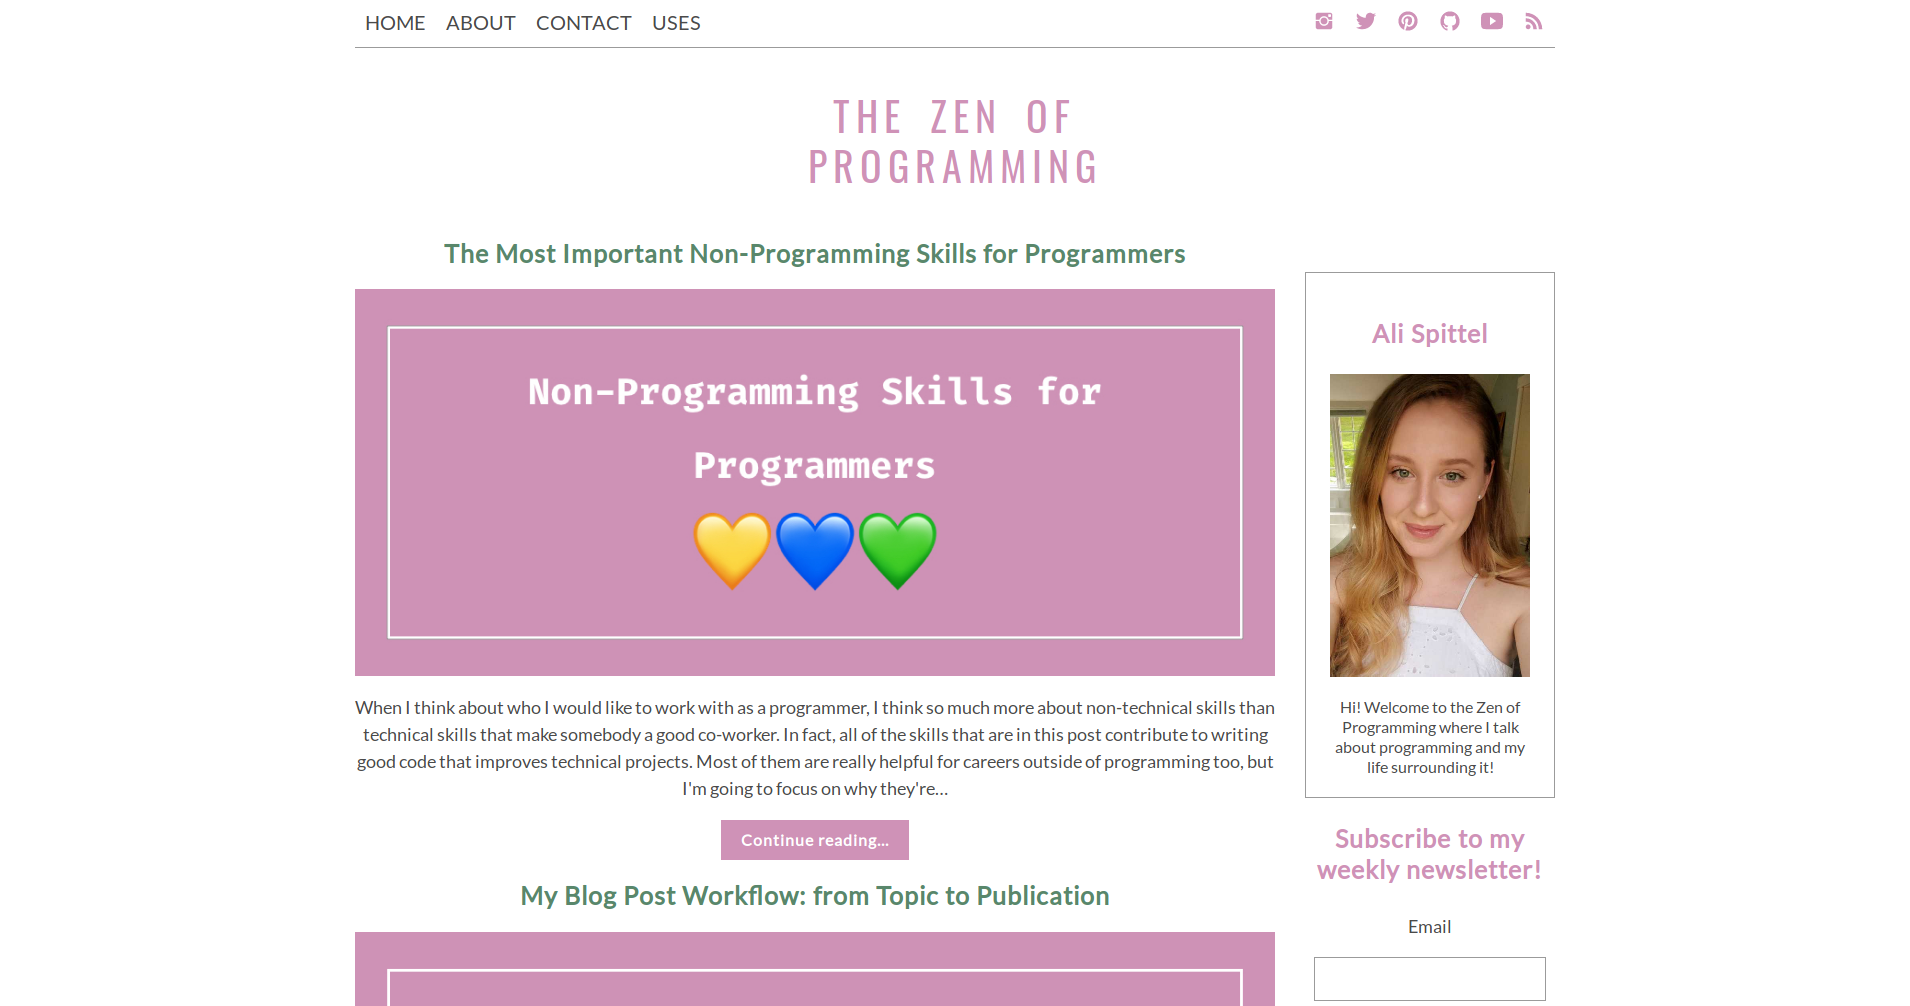 HOME ABOUT CONTACT USES
THE ZEN OF
PROGRAMMING
The Most Important Non-Programming Skills for Programmers
Non-Programming Skills for
Programmers
When I think about who I would like to work with as a programmer, I think so much more about non-technical skills than
technical skills that make somebody a good co-worker. In fact, all of the skills that are in this post contribute to writing
good code that improves technical projects. Most of them are really helpful for careers outside of programming too, but
I'm going to focus on why they're…
Continue reading...
My Blog Post Workflow: from Topic to Publication
Ali Spittel
Hi! Welcome to the Zen of
Programming where I talk
about programming and my
life surrounding it!
Subscribe to my
weekly newsletter!
Email